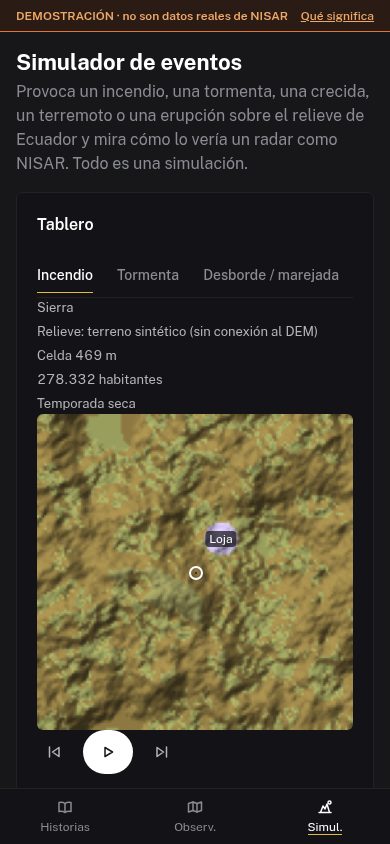 DEMOSTRACIÓN · no son datos reales de NISAR Qué significa
Simulador de eventos
Provoca un incendio, una tormenta, una crecida,
un terremoto o una erupción sobre el relieve de
Ecuador y mira cómo lo vería un radar como
NISAR. Todo es una simulación.
Tablero
Incendio Tormenta Desborde / marejada
Sierra
Relieve: terreno sintético (sin conexión al DEM)
Celda 469 m
278.332 habitantes
Temporada seca
Loja
Historias Observ. Simul.